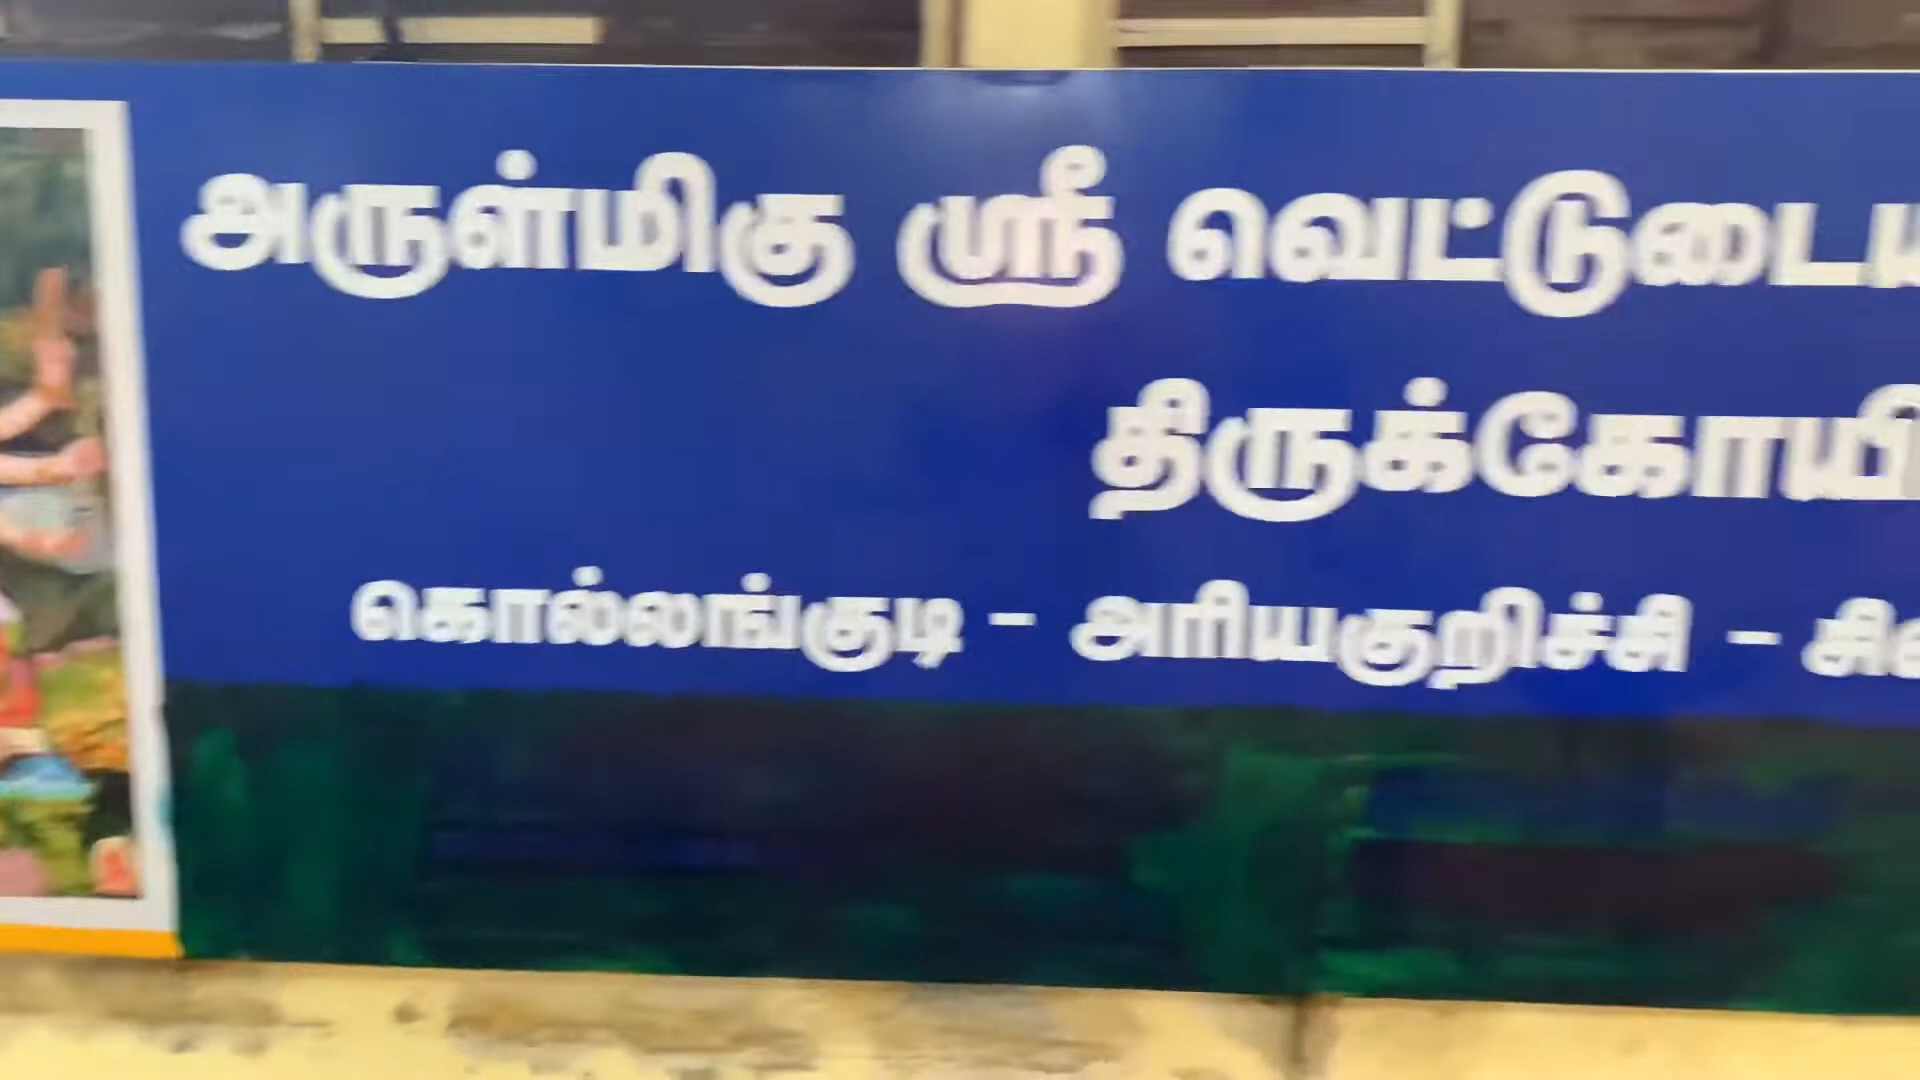 அருள்மிகு ஸ்ரீ வெட்டுடைய
திருக்கோயி
கொல்லங்குடி - அரியகுறிச்சி - சிவ